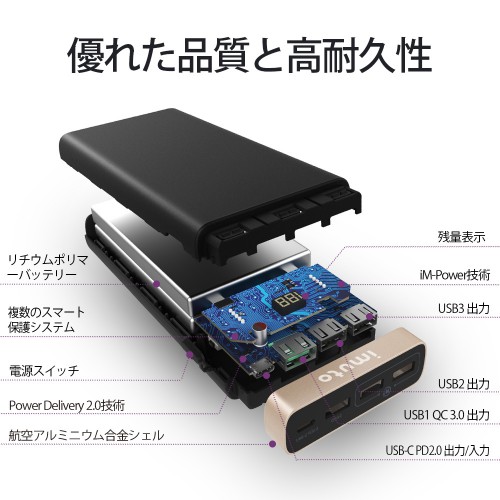 優れた品質と高耐久性
リチウムポリマ
ーバッテリー
複数のスマート
保護システム
電源スイッチ
Power Delivery 2.0技術
航空アルミニウム合金シェル
残量表示
iM-Power技術
USB3 出力
USB2 出力
USB1 QC 3.0 出力
USB-C PD2.0 出力/入力
88
imuto